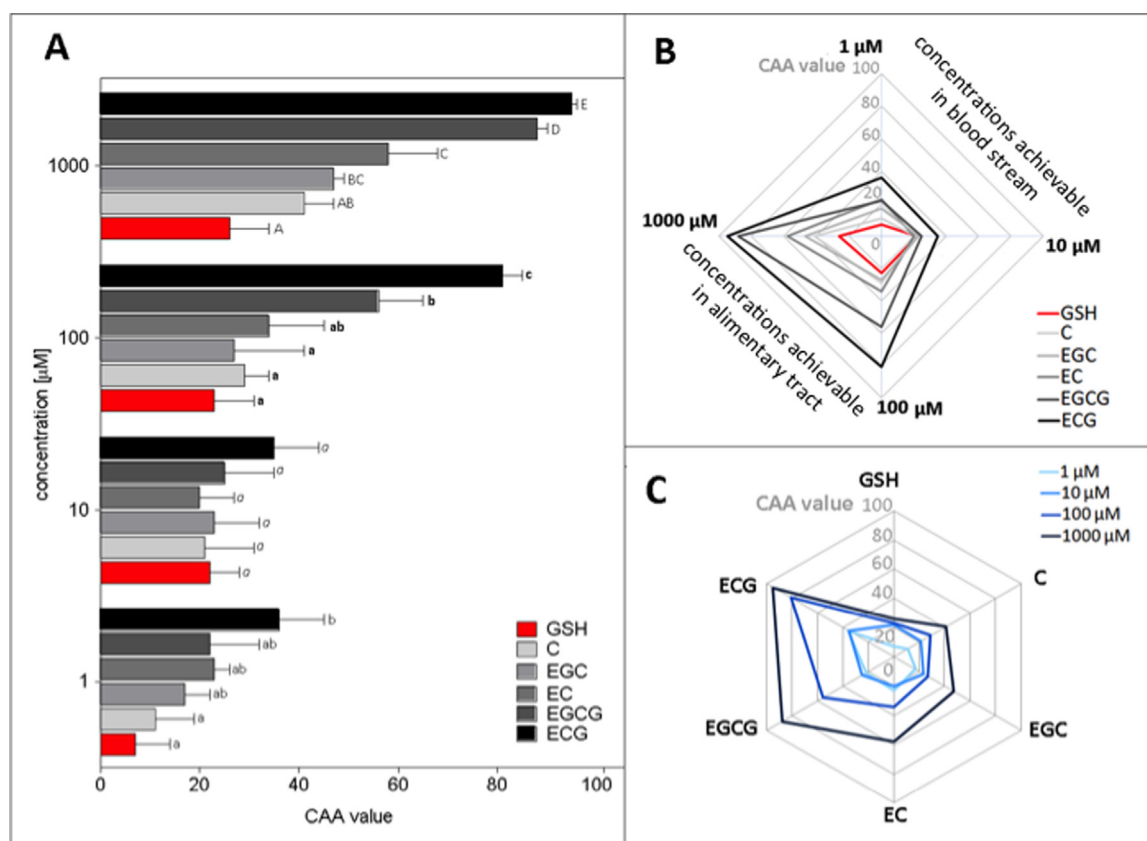 A
E
D
C
BC
AB
A
1000
c
b
ab
a
a
a
100
a
a
a
a
a
a
10
b
ab
ab
ab
a
a
1
concentration [µM]
0
20
40
60
80
100
CAA value
GSH
C
EGC
EC
EGCG
ECG
B
1 µM
CAA value 100
80
60
40
20
0
concentrations achievable
in blood stream
1000 µM
10 µM
concentrations achievable
in alimentary tract
100 µM
GSH
C
EGC
EC
EGCG
ECG
C
GSH
CAA value 100
80
60
40
20
0
1 µM
10 µM
100 µM
1000 µM
ECG
C
EGCG
EGC
EC